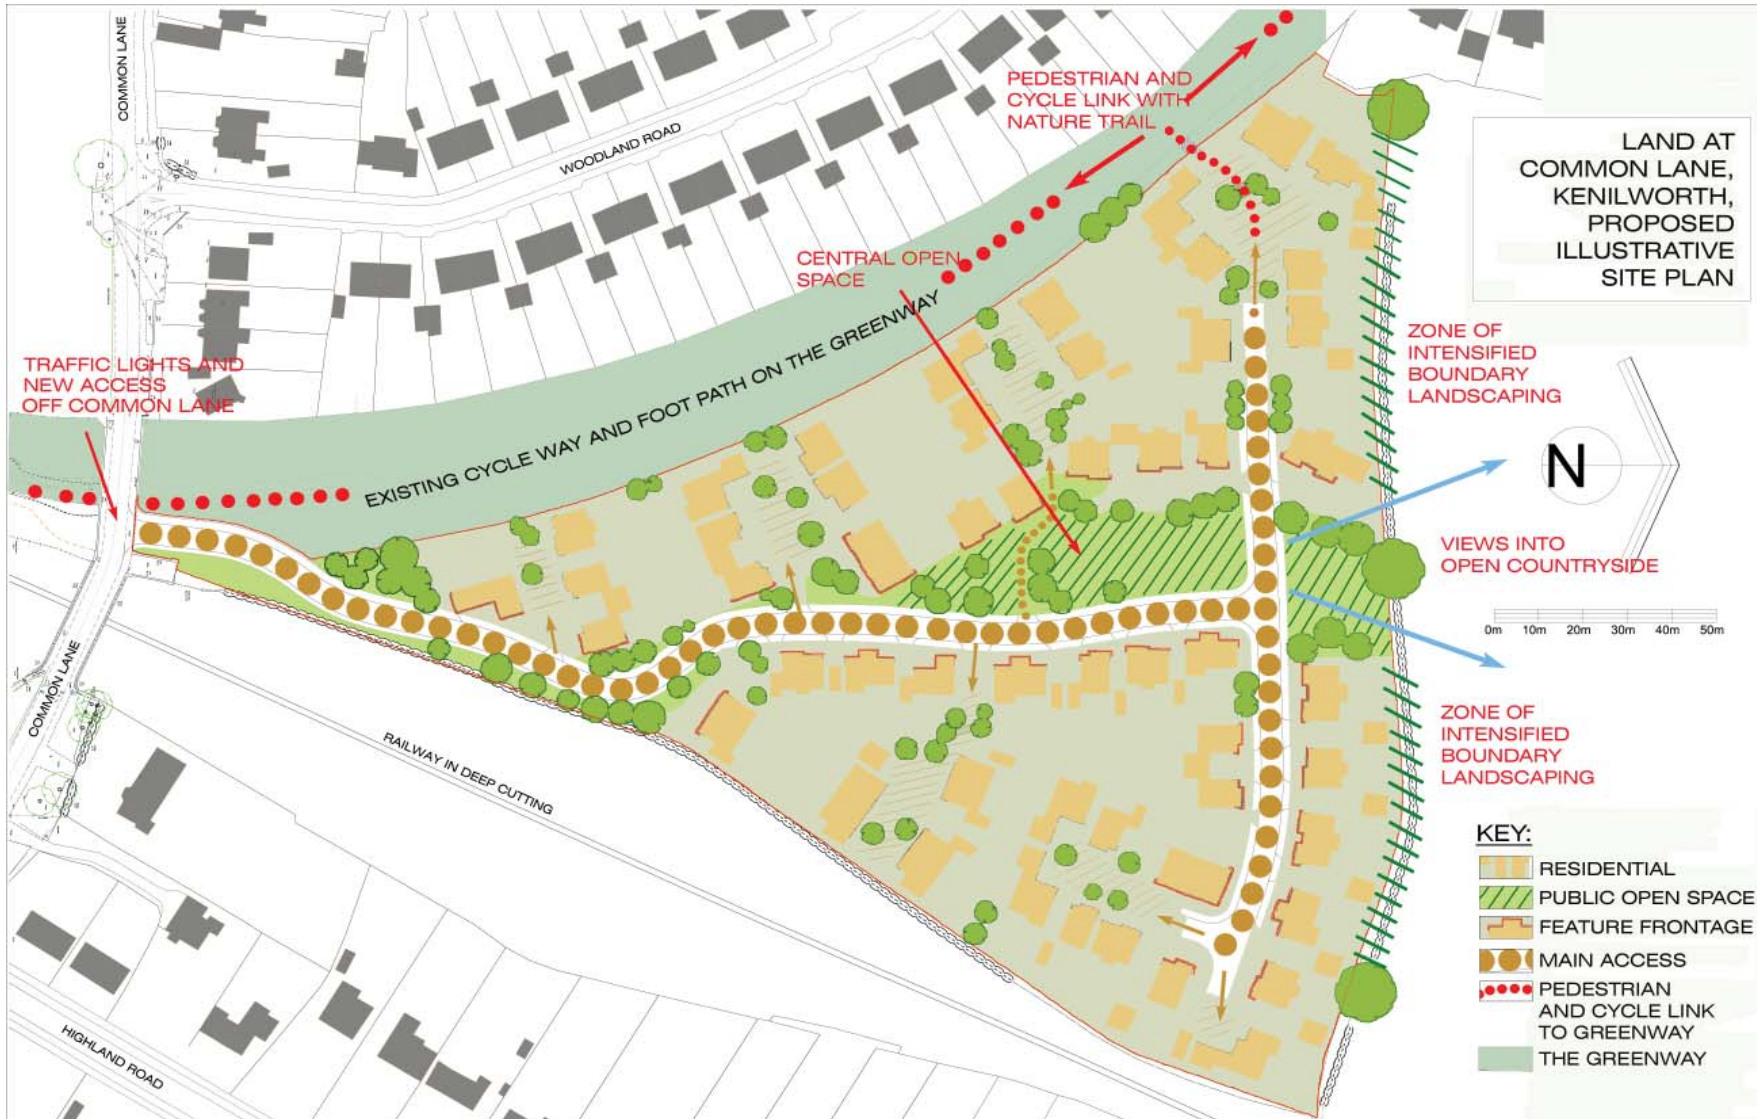 COMMON LANE
WOODLAND ROAD
PEDESTRIAN AND
CYCLE LINK WITH
NATURE TRAIL
LAND AT
COMMON LANE,
KENILWORTH,
PROPOSED
ILLUSTRATIVE
SITE PLAN
CENTRAL OPEN
SPACE
TRAFFIC LIGHTS AND
NEW ACCESS
OFF COMMON LANE
EXISTING CYCLE WAY AND FOOT PATH ON THE GREENWAY
ZONE OF
INTENSIFIED
BOUNDARY
LANDSCAPING
N
VIEWS INTO
OPEN COUNTRYSIDE
0m 10m 20m 30m 40m 50m
COMMON LANE
RAILWAY IN DEEP CUTTING
ZONE OF
INTENSIFIED
BOUNDARY
LANDSCAPING
HIGHLAND ROAD
KEY:
RESIDENTIAL
PUBLIC OPEN SPACE
FEATURE FRONTAGE
MAIN ACCESS
PEDESTRIAN
AND CYCLE LINK
TO GREENWAY
THE GREENWAY